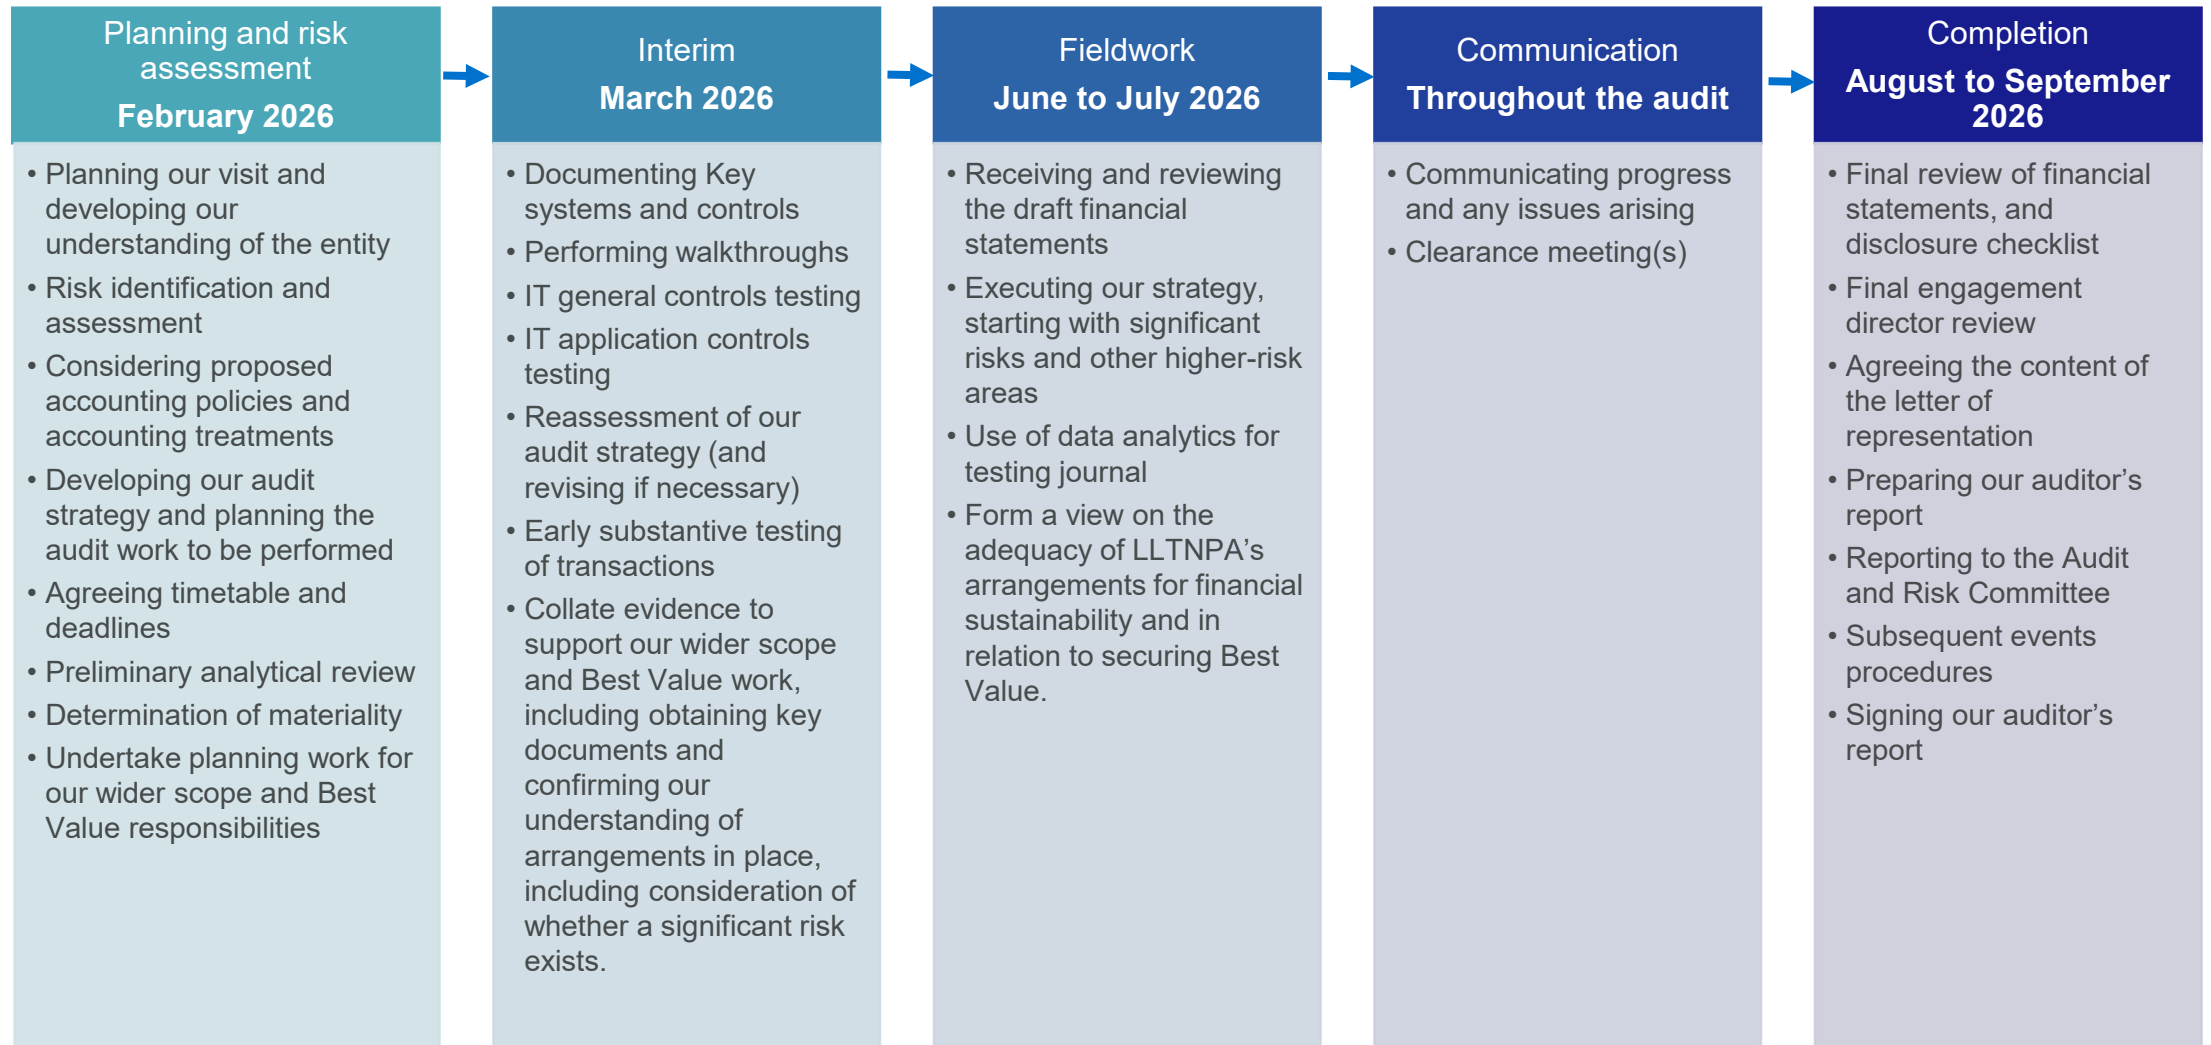 Planning and risk
assessment
February 2026
• Planning our visit and
developing our
understanding of the entity
• Risk identification and
assessment
• Considering proposed
accounting policies and
accounting treatments
• Developing our audit
strategy and planning the
audit work to be performed
• Agreeing timetable and
deadlines
• Preliminary analytical review
• Determination of materiality
• Undertake planning work for
our wider scope and Best
Value responsibilities
Interim
March 2026
• Documenting Key
systems and controls
• Performing walkthroughs
• IT general controls testing
• IT application controls
testing
• Reassessment of our
audit strategy (and
revising if necessary)
• Early substantive testing
of transactions
• Collate evidence to
support our wider scope
and Best Value work,
including obtaining key
documents and
confirming our
understanding of
arrangements in place,
including consideration of
whether a significant risk
exists.
Fieldwork
June to July 2026
• Receiving and reviewing
the draft financial
statements
• Executing our strategy,
starting with significant
risks and other higher-risk
areas
• Use of data analytics for
testing journal
• Form a view on the
adequacy of LLTNPA’s
arrangements for financial
sustainability and in
relation to securing Best
Value.
Communication
Throughout the audit
• Communicating progress
and any issues arising
• Clearance meeting(s)
Completion
August to September
2026
• Final review of financial
statements, and
disclosure checklist
• Final engagement
director review
• Agreeing the content of
the letter of
representation
• Preparing our auditor’s
report
• Reporting to the Audit
and Risk Committee
• Subsequent events
procedures
• Signing our auditor’s
report